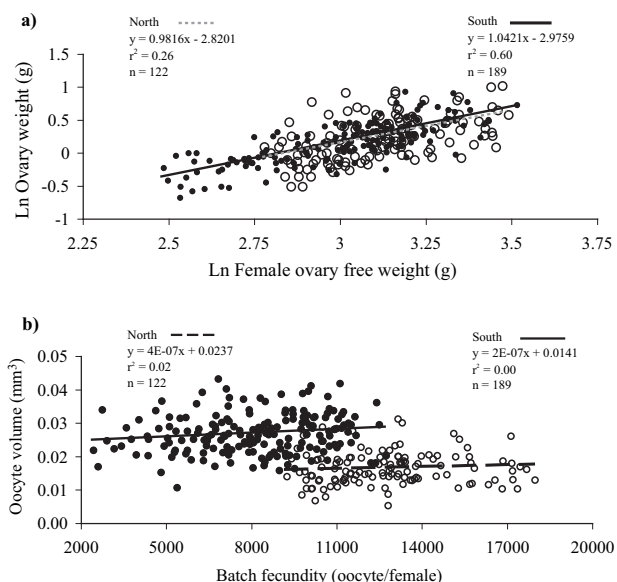 a)
North
y = 0.9816x - 2.8201
r² = 0.26
n = 122
South
y = 1.0421x - 2.9759
r² = 0.60
n = 189
Ln Ovary weight (g)
1.5
1
0.5
0
-0.5
-1
2.25 2.5 2.75 3 3.25 3.5 3.75
Ln Female ovary free weight (g)
b)
North
y = 4E-07x + 0.0237
r² = 0.02
n = 122
South
y = 2E-07x + 0.0141
r² = 0.00
n = 189
Oocyte volume (mm³)
0.05
0.04
0.03
0.02
0.01
0.00
2000 5000 8000 11000 14000 17000 20000
Batch fecundity (oocyte/female)